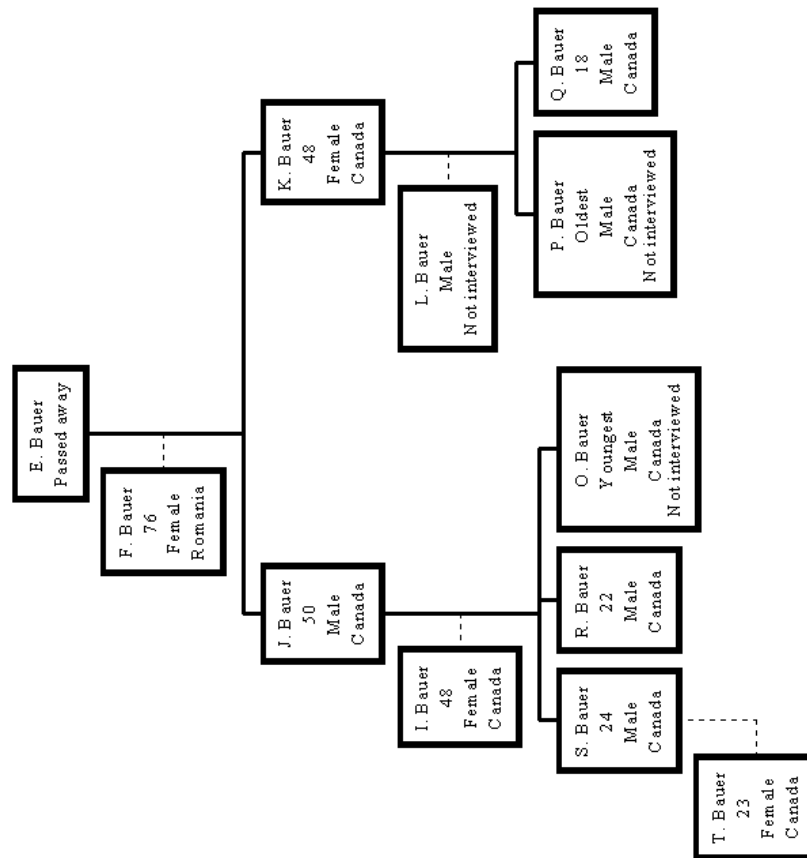 E. Bauer
Passed away
F. Bauer
76
Female
Romania
J. Bauer
50
Male
Canada
K. Bauer
48
Female
Canada
I. Bauer
48
Female
Canada
L. Bauer
Male
Not interviewed
S. Bauer
24
Male
Canada
R. Bauer
22
Male
Canada
O. Bauer
Youngest
Male
Canada
Not interviewed
P. Bauer
Oldest
Male
Canada
Not interviewed
Q. Bauer
18
Male
Canada
T. Bauer
23
Female
Canada